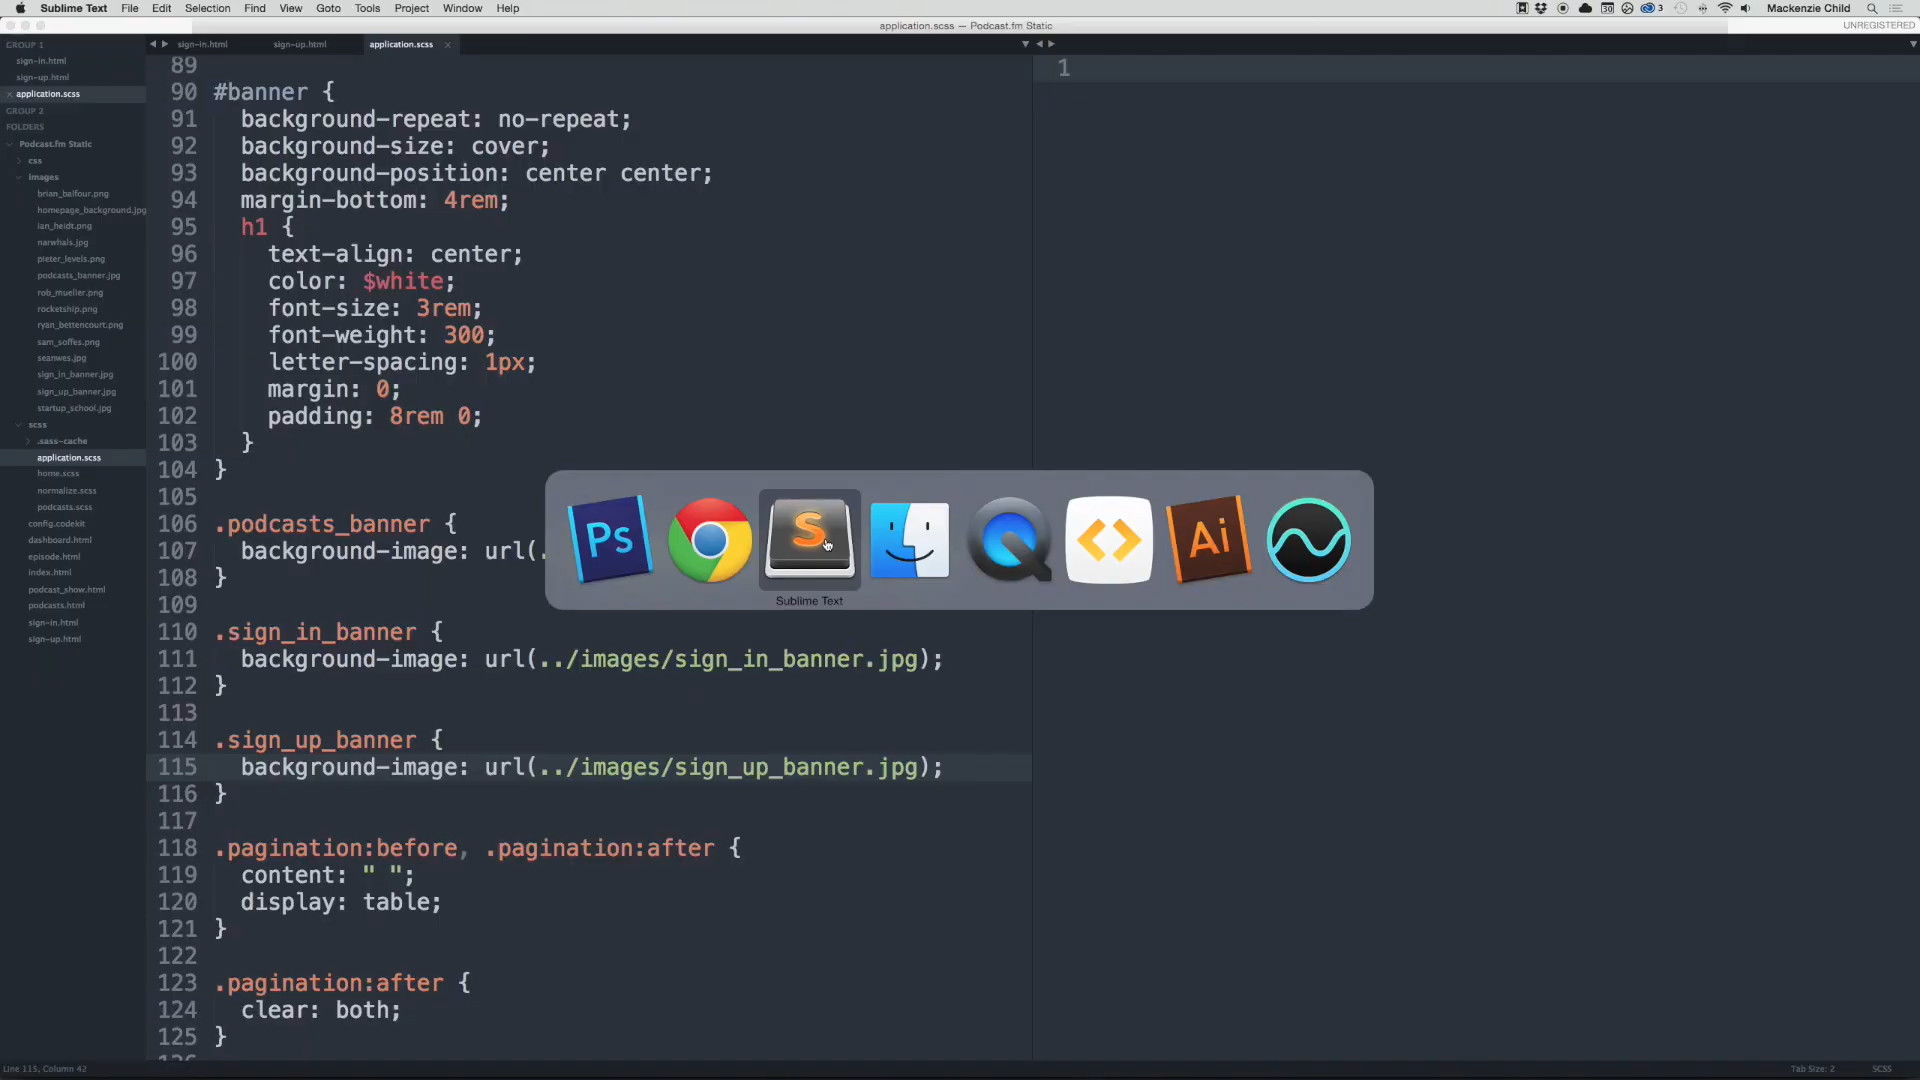 Sublime Text File Edit Selection Find View Goto Tools Project Window Help
30 3 Mackenzie Child
application.scss — Podcast.fm Static
UNREGISTERED
GROUP 1
sign-in.html
sign-up.html
application.scss
GROUP 2
FOLDERS
Podcast.fm Static
css
images
brian_balfour.png
homepage_background.jpg
ian_heidt.png
narwhals.jpg
pieter_levels.png
podcasts_banner.jpg
rob_mueller.png
rocketship.png
ryan_bettencourt.png
sam_soffes.png
seanwes.jpg
sign_in_banner.jpg
sign_up_banner.jpg
startup_school.jpg
scss
.sass-cache
application.scss
home.scss
normalize.scss
podcasts.scss
config.codekit
dashboard.html
episode.html
index.html
podcast_show.html
podcasts.html
sign-in.html
sign-up.html
sign-in.html sign-up.html application.scss
89
90 #banner {
91 background-repeat: no-repeat;
92 background-size: cover;
93 background-position: center center;
94 margin-bottom: 4rem;
95 h1 {
96 text-align: center;
97 color: $white;
98 font-size: 3rem;
99 font-weight: 300;
100 letter-spacing: 1px;
101 margin: 0;
102 padding: 8rem 0;
103 }
104 }
105
106 .podcasts_banner {
107 background-image: url(.
108 }
109
110 .sign_in_banner {
111 background-image: url(../images/sign_in_banner.jpg);
112 }
113
114 .sign_up_banner {
115 background-image: url(../images/sign_up_banner.jpg);
116 }
117
118 .pagination:before, .pagination:after {
119 content: " ";
120 display: table;
121 }
122
123 .pagination:after {
124 clear: both;
125 }
1
Ps
S
Ai
Sublime Text
Line 115, Column 42
Tab Size: 2
SCSS